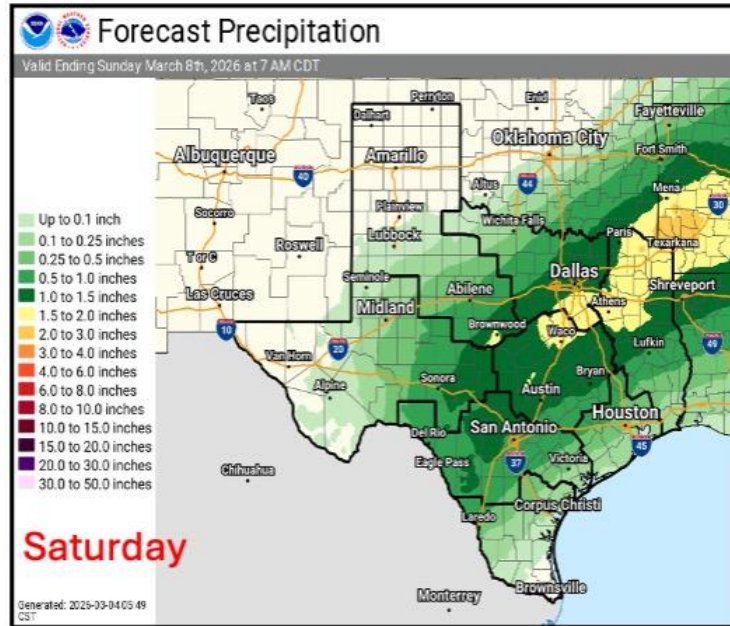 Forecast Precipitation
Valid Ending Sunday March 8th, 2026 at 7 AM CDT
Taos
Perryton
Enid
Fayetteville
Dalhart
Oklahoma City
Fort Smith
Albuquerque
Amarillo
40
44
Altus
Mena
30
Plainview
Wichita Falls
Socorro
Paris
Texarkana
Roswell
Lubbock
T or C
Seminole
Dallas
Las Cruces
Abilene
Shreveport
Midland
Athens
10
Brownwood
Waco
20
Lufkin
49
Van Horn
Sonora
Bryan
Alpine
Austin
Houston
Del Rio
San Antonio
45
Eagle Pass
Victoria
Chihuahua
37
Corpus Christi
Laredo
Brownsville
Monterrey
Up to 0.1 inch
0.1 to 0.25 inches
0.25 to 0.5 inches
0.5 to 1.0 inches
1.0 to 1.5 inches
1.5 to 2.0 inches
2.0 to 3.0 inches
3.0 to 4.0 inches
4.0 to 6.0 inches
6.0 to 8.0 inches
8.0 to 10.0 inches
10.0 to 15.0 inches
15.0 to 20.0 inches
20.0 to 30.0 inches
30.0 to 50.0 inches
Saturday
Generated: 2026-03-04 05:49
CST